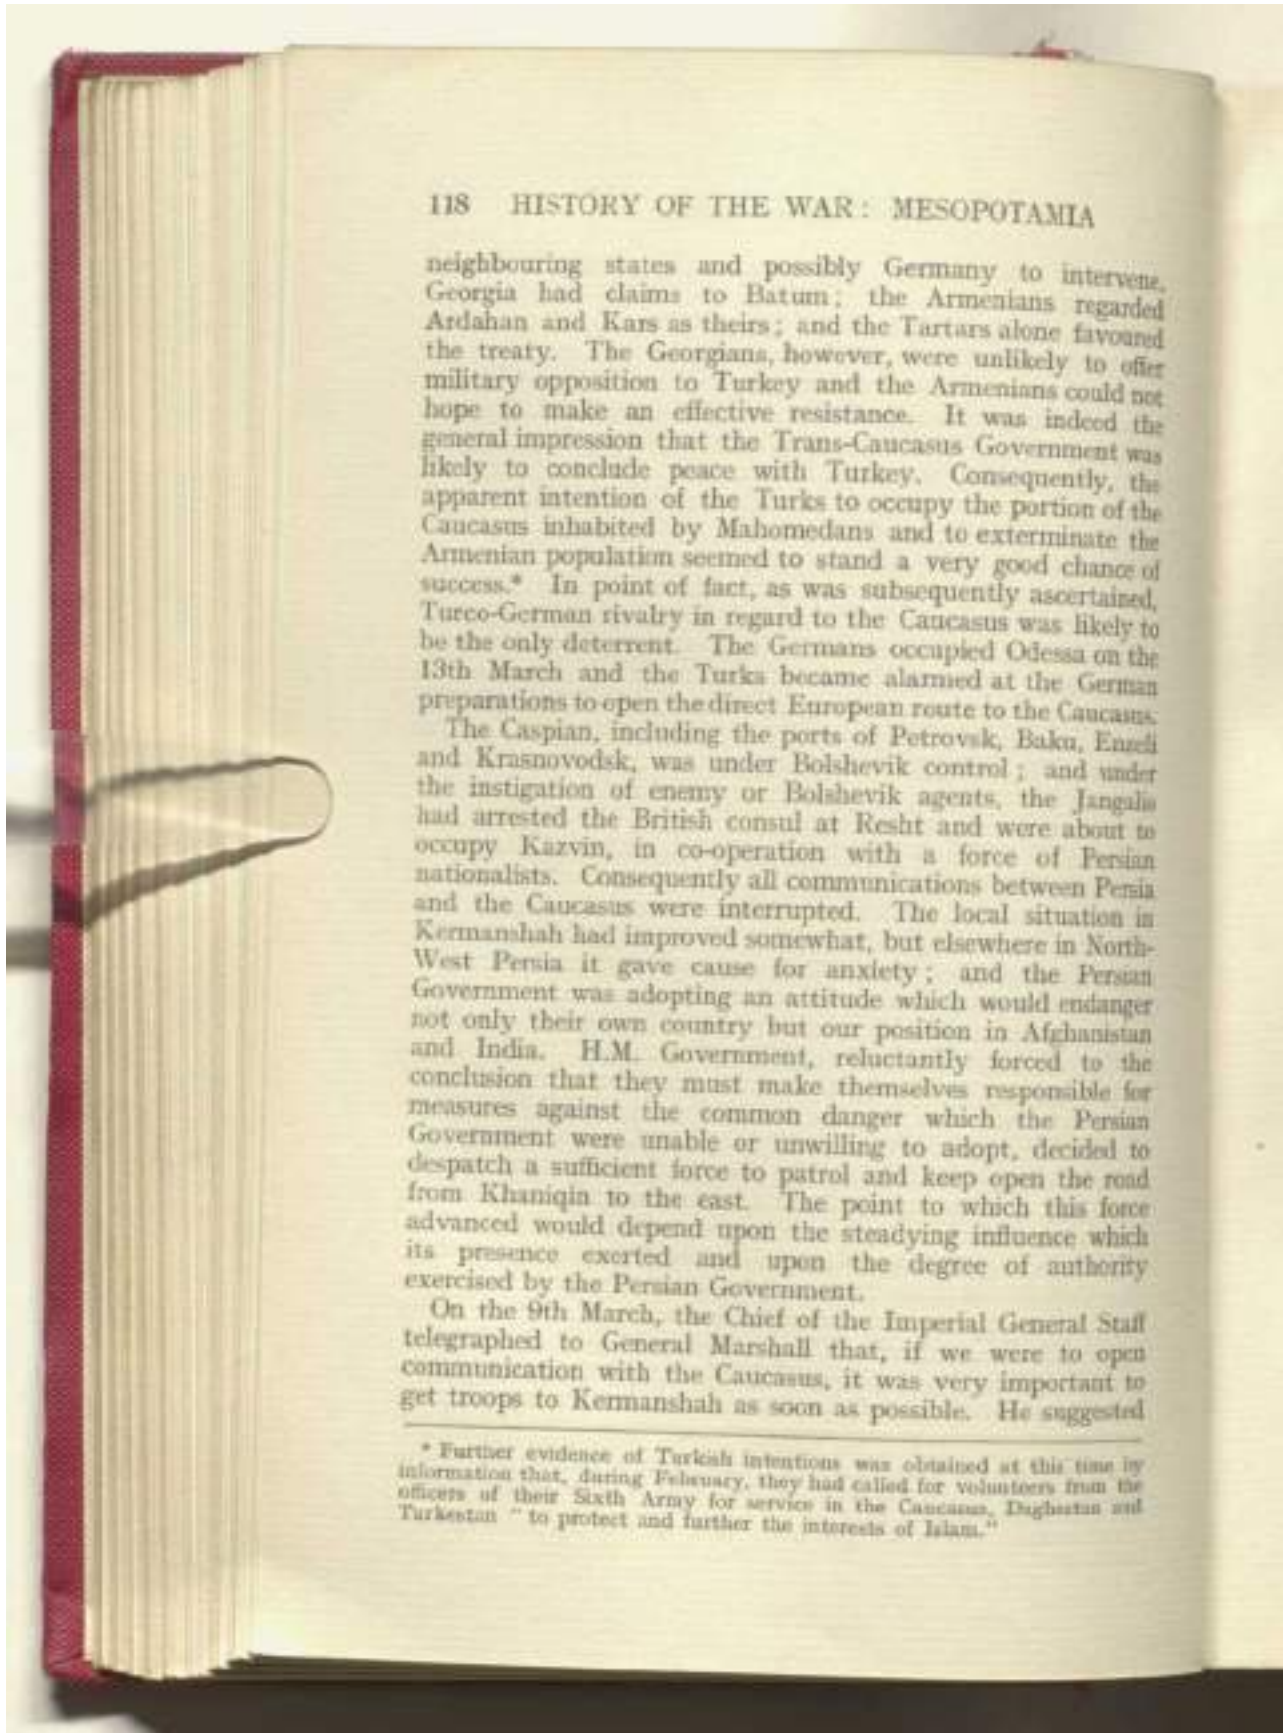 118 HISTORY OF THE WAR: MESOPOTAMIA
neighbouring states and possibly Germany to intervene.
Georgia had claims to Batum; the Armenians regarded
Ardahan and Kars as theirs; and the Tartars alone favoured
the treaty. The Georgians, however, were unlikely to offer
military opposition to Turkey and the Armenians could not
hope to make an effective resistance. It was indeed the
general impression that the Trans-Caucasus Government was
likely to conclude peace with Turkey. Consequently, the
apparent intention of the Turks to occupy the portion of the
Caucasus inhabited by Mahomedans and to exterminate the
Armenian population seemed to stand a very good chance of
success.* In point of fact, as was subsequently ascertained,
Turco-German rivalry in regard to the Caucasus was likely to
be the only deterrent. The Germans occupied Odessa on the
13th March and the Turks became alarmed at the German
preparations to open the direct European route to the Caucasus.
The Caspian, including the ports of Petrovsk, Baku, Enzeli
and Krasnovodsk, was under Bolshevik control; and under
the instigation of enemy or Bolshevik agents, the Jangalis
had arrested the British consul at Resht and were about to
occupy Kazvin, in co-operation with a force of Persian
nationalists. Consequently all communications between Persia
and the Caucasus were interrupted. The local situation in
Kermanshah had improved somewhat, but elsewhere in North-
West Persia it gave cause for anxiety; and the Persian
Government was adopting an attitude which would endanger
not only their own country but our position in Afghanistan
and India. H.M. Government, reluctantly forced to the
conclusion that they must make themselves responsible for
measures against the common danger which the Persian
Government were unable or unwilling to adopt, decided to
despatch a sufficient force to patrol and keep open the road
from Khaniqin to the east. The point to which this force
advanced would depend upon the steadying influence which
its presence exerted and upon the degree of authority
exercised by the Persian Government.
On the 9th March, the Chief of the Imperial General Staff
telegraphed to General Marshall that, if we were to open
communication with the Caucasus, it was very important to
get troops to Kermanshah as soon as possible. He suggested
* Further evidence of Turkish intentions was obtained at this time by
information that, during February, they had called for volunteers from the
officers of their Sixth Army for service in the Caucasus, Daghestan and
Turkestan "to protect and further the interests of Islam."